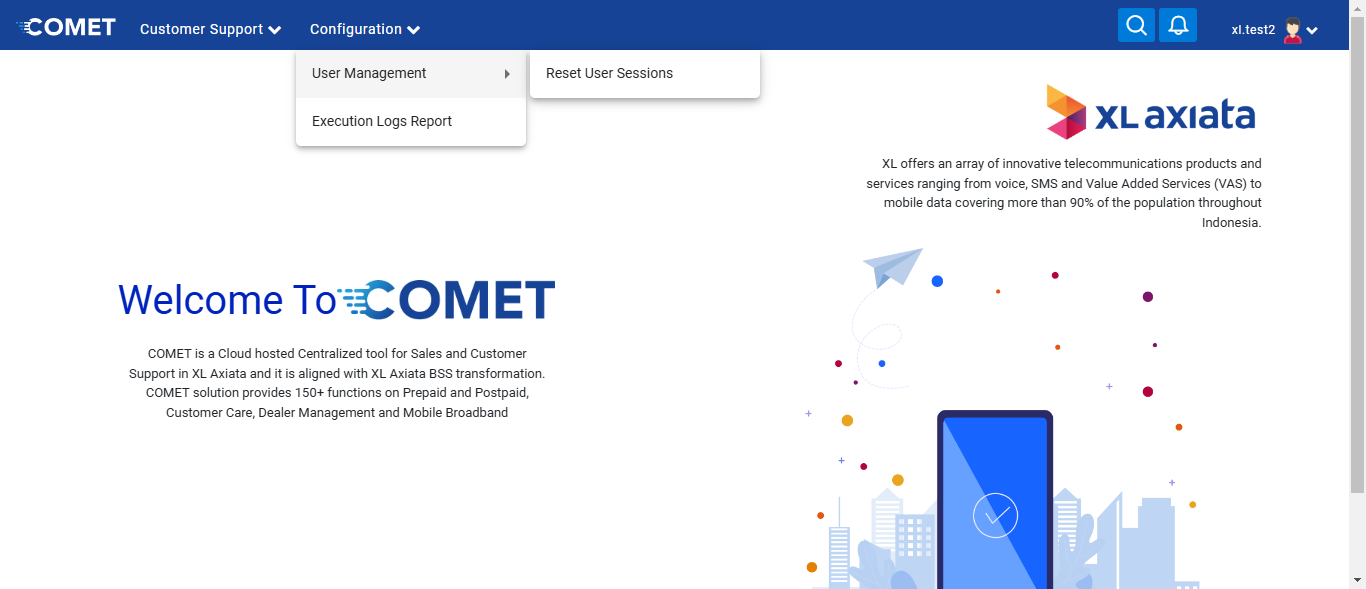 COMET
Customer Support
Configuration
xl.test2
User Management
Reset User Sessions
Execution Logs Report
XL axiata
XL offers an array of innovative telecommunications products and
services ranging from voice, SMS and Value Added Services (VAS) to
mobile data covering more than 90% of the population throughout
Indonesia.
Welcome To COMET
COMET is a Cloud hosted Centralized tool for Sales and Customer
Support in XL Axiata and it is aligned with XL Axiata BSS transformation.
COMET solution provides 150+ functions on Prepaid and Postpaid,
Customer Care, Dealer Management and Mobile Broadband